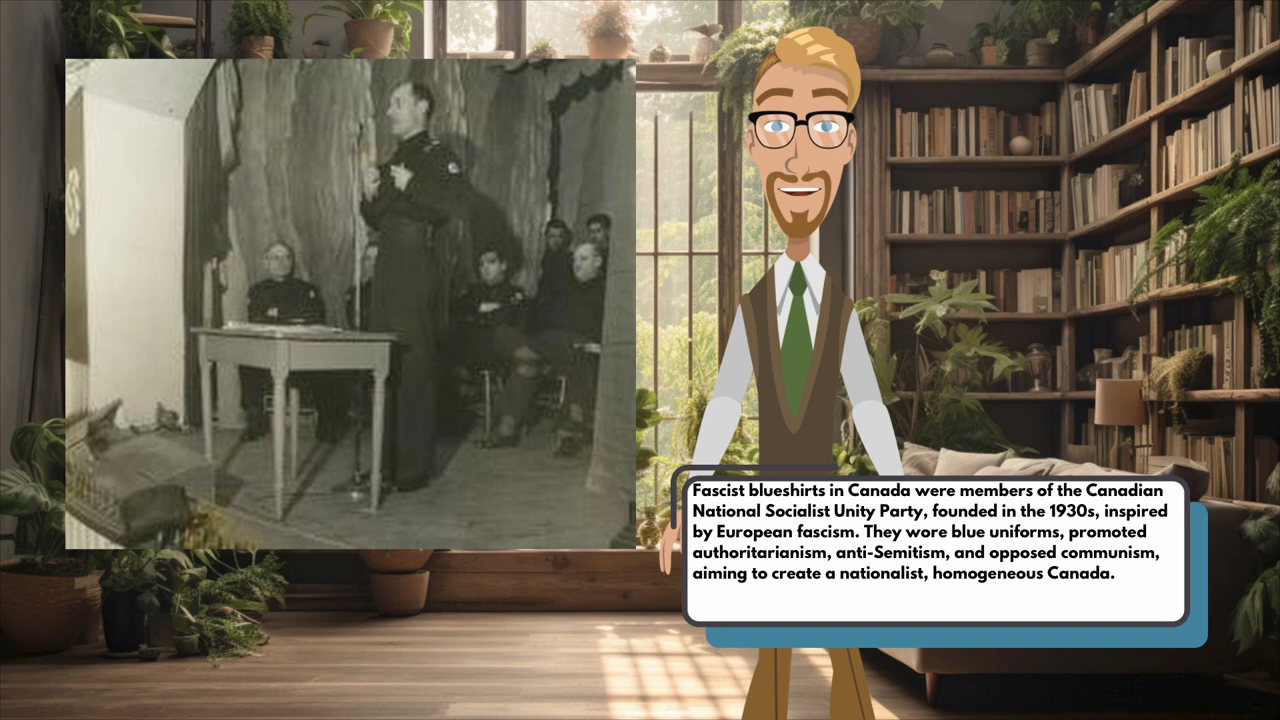 Fascist blueshirts in Canada were members of the Canadian
National Socialist Unity Party, founded in the 1930s, inspired
by European fascism. They wore blue uniforms, promoted
authoritarianism, anti-Semitism, and opposed communism,
aiming to create a nationalist, homogeneous Canada.